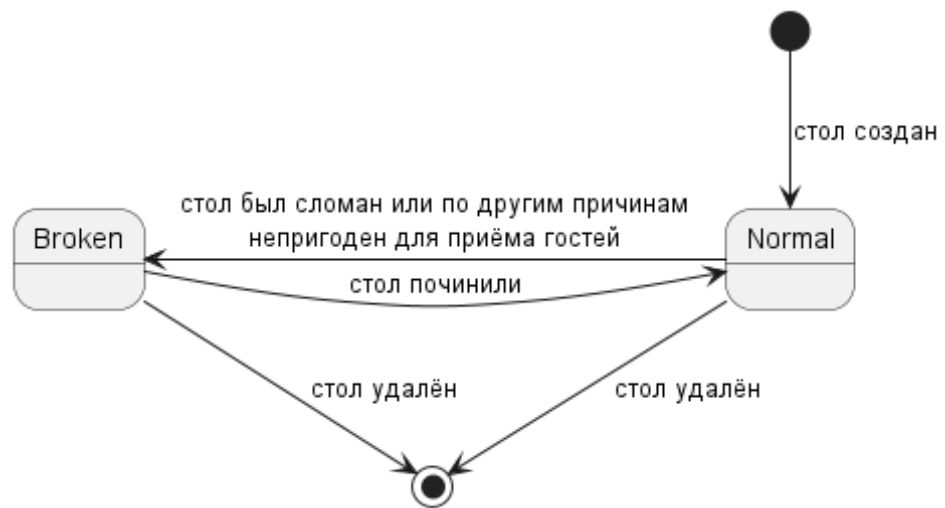 стол создан
стол был сломан или по другим причинам
непригоден для приёма гостей
Broken
Normal
стол починили
стол удалён
стол удалён